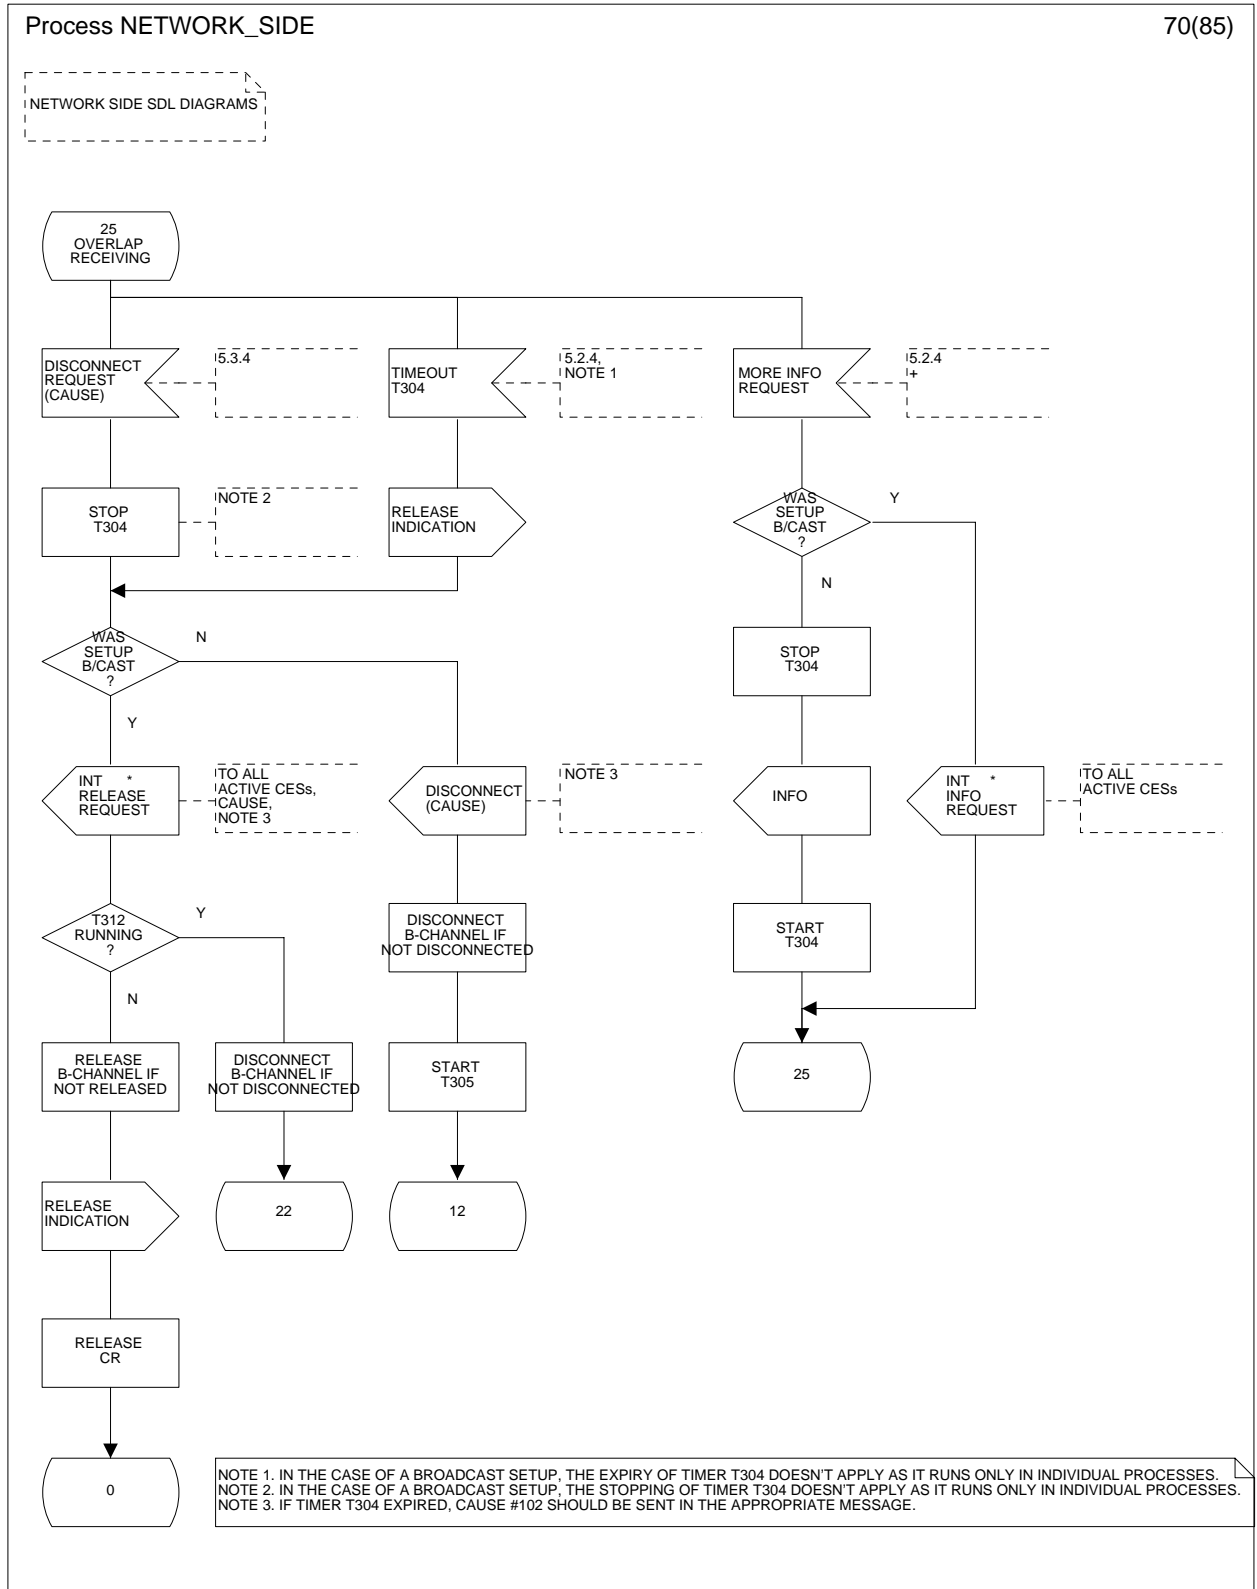 Process NETWORK_SIDE
70(85)
NETWORK SIDE SDL DIAGRAMS
25
OVERLAP
RECEIVING
DISCONNECT
REQUEST
(CAUSE)
5.3.4
TIMEOUT
T304
5.2.4,
NOTE 1
MORE INFO
REQUEST
5.2.4
+
STOP
T304
NOTE 2
RELEASE
INDICATION
WAS
SETUP
B/CAST
?
Y
N
WAS
SETUP
B/CAST
?
N
Y
STOP
T304
INT *
RELEASE
REQUEST
TO ALL
ACTIVE CESs,
CAUSE,
NOTE 3
DISCONNECT
(CAUSE)
NOTE 3
INFO
INT *
INFO
REQUEST
TO ALL
ACTIVE CESs
T312
RUNNING
?
Y
N
DISCONNECT
B-CHANNEL IF
NOT DISCONNECTED
START
T304
RELEASE
B-CHANNEL IF
NOT RELEASED
DISCONNECT
B-CHANNEL IF
NOT DISCONNECTED
START
T305
25
RELEASE
INDICATION
22
12
RELEASE
CR
0
NOTE 1. IN THE CASE OF A BROADCAST SETUP, THE EXPIRY OF TIMER T304 DOESN'T APPLY AS IT RUNS ONLY IN INDIVIDUAL PROCESSES.
NOTE 2. IN THE CASE OF A BROADCAST SETUP, THE STOPPING OF TIMER T304 DOESN'T APPLY AS IT RUNS ONLY IN INDIVIDUAL PROCESSES.
NOTE 3. IF TIMER T304 EXPIRED, CAUSE #102 SHOULD BE SENT IN THE APPROPRIATE MESSAGE.